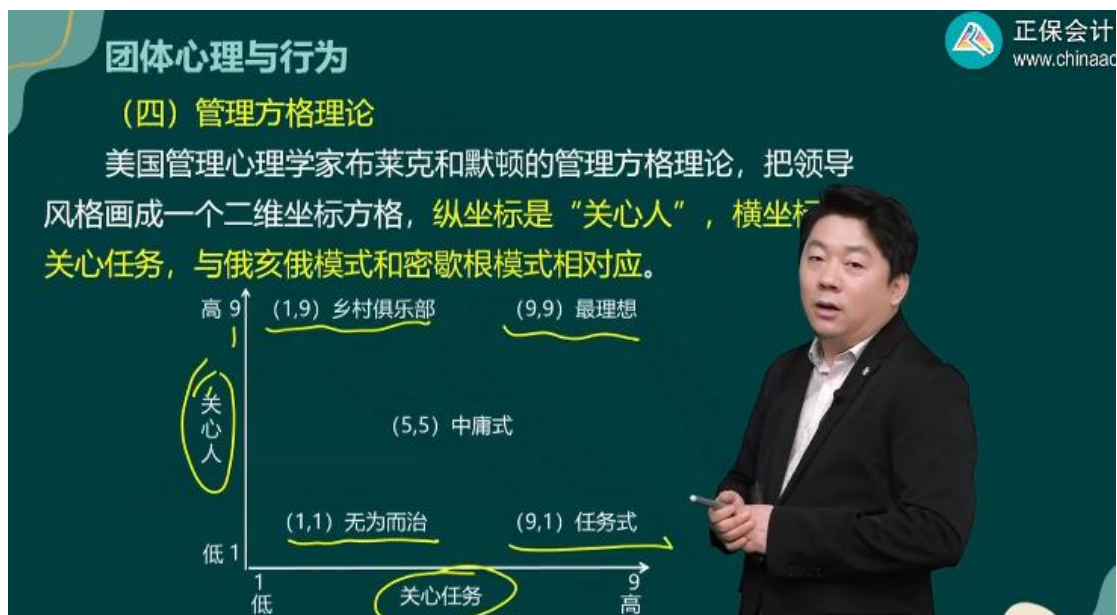 团体心理与行为
正保会计
www.chinaac
（四）管理方格理论
美国管理心理学家布莱克和默顿的管理方格理论，把领导
风格画成一个二维坐标方格，纵坐标是“关心人”，横坐标
关心任务，与俄亥俄模式和密歇根模式相对应。
高 9
(1,9) 乡村俱乐部
(9,9) 最理想
关心人
(5,5) 中庸式
(1,1) 无为而治
(9,1) 任务式
低 1
1
低
关心任务
9
高